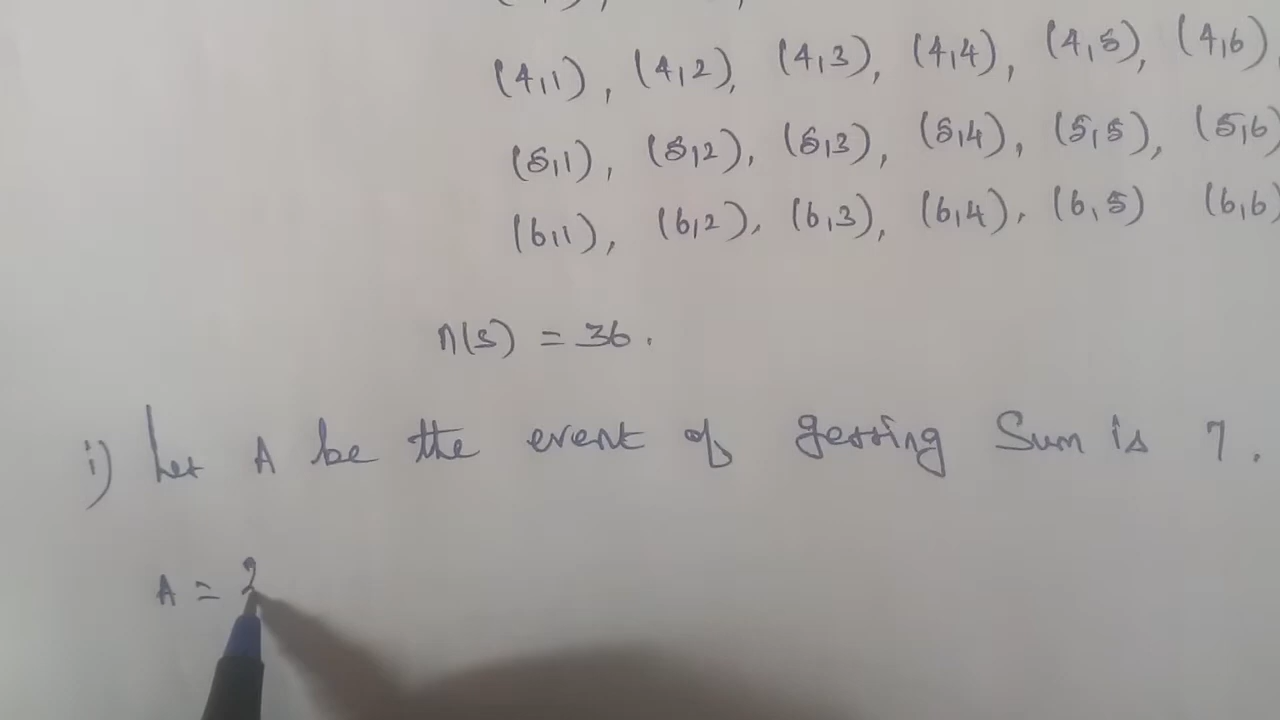 (4,1), (4,2), (4,3), (4,4), (4,5), (4,6),
(5,1), (5,2), (5,3), (5,4), (5,5), (5,6)
(6,1), (6,2), (6,3), (6,4), (6,5) (6,6)
n(S) = 36.
i) Let A be the event of getting Sum is 7.
A =